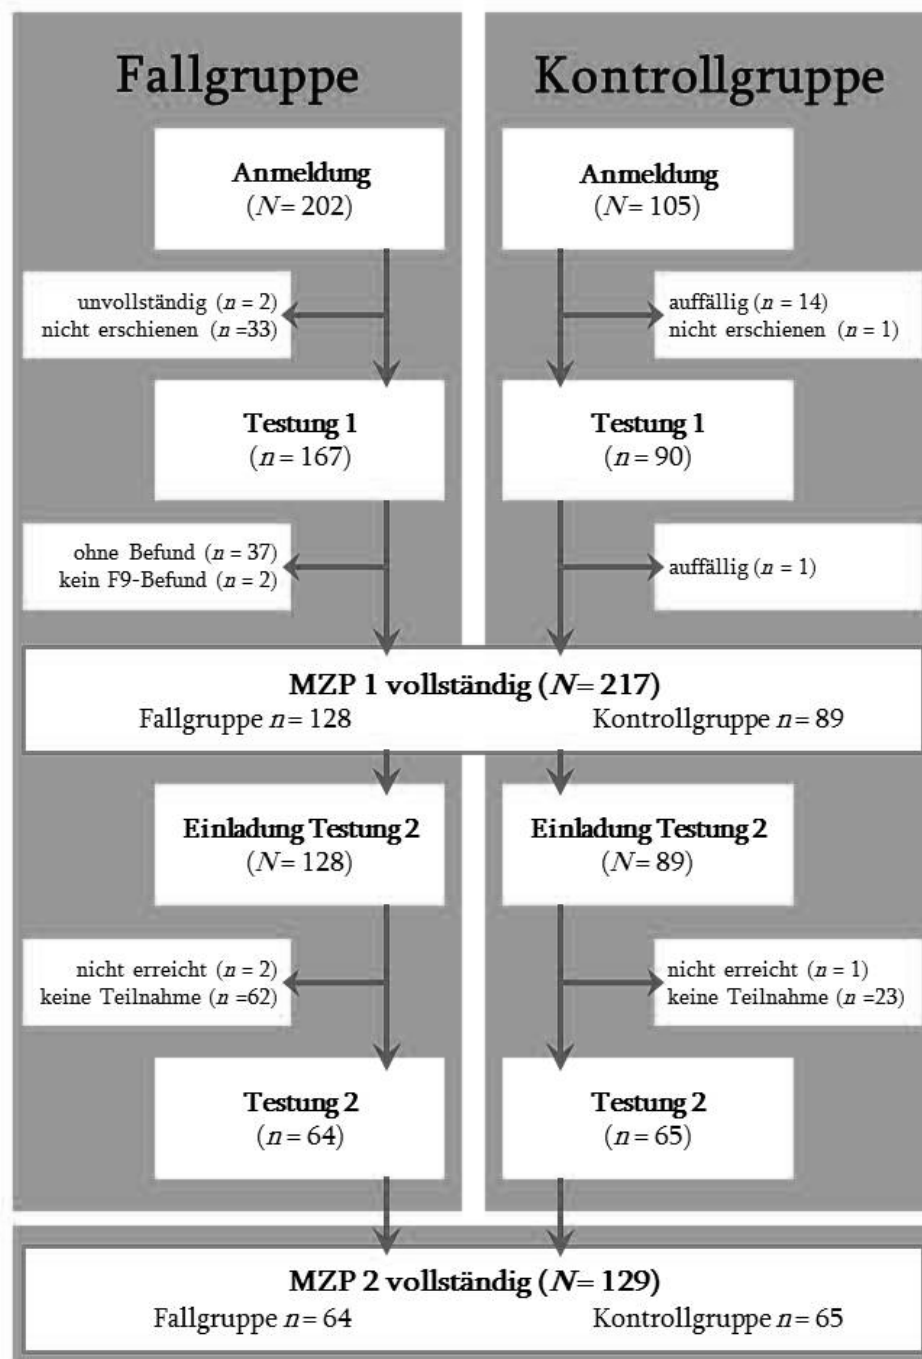 Fallgruppe
Kontrollgruppe
Anmeldung
(N= 202)
Anmeldung
(N= 105)
unvollständig (n = 2)
nicht erschienen (n =33)
auffällig (n = 14)
nicht erschienen (n = 1)
Testung 1
(n = 167)
Testung 1
(n = 90)
ohne Befund (n = 37)
kein F9-Befund (n = 2)
auffällig (n = 1)
MZP 1 vollständig (N= 217)
Fallgruppe n = 128
Kontrollgruppe n = 89
Einladung Testung 2
(N= 128)
Einladung Testung 2
(N= 89)
nicht erreicht (n = 2)
keine Teilnahme (n =62)
nicht erreicht (n = 1)
keine Teilnahme (n =23)
Testung 2
(n = 64)
Testung 2
(n = 65)
MZP 2 vollständig (N= 129)
Fallgruppe n = 64
Kontrollgruppe n = 65